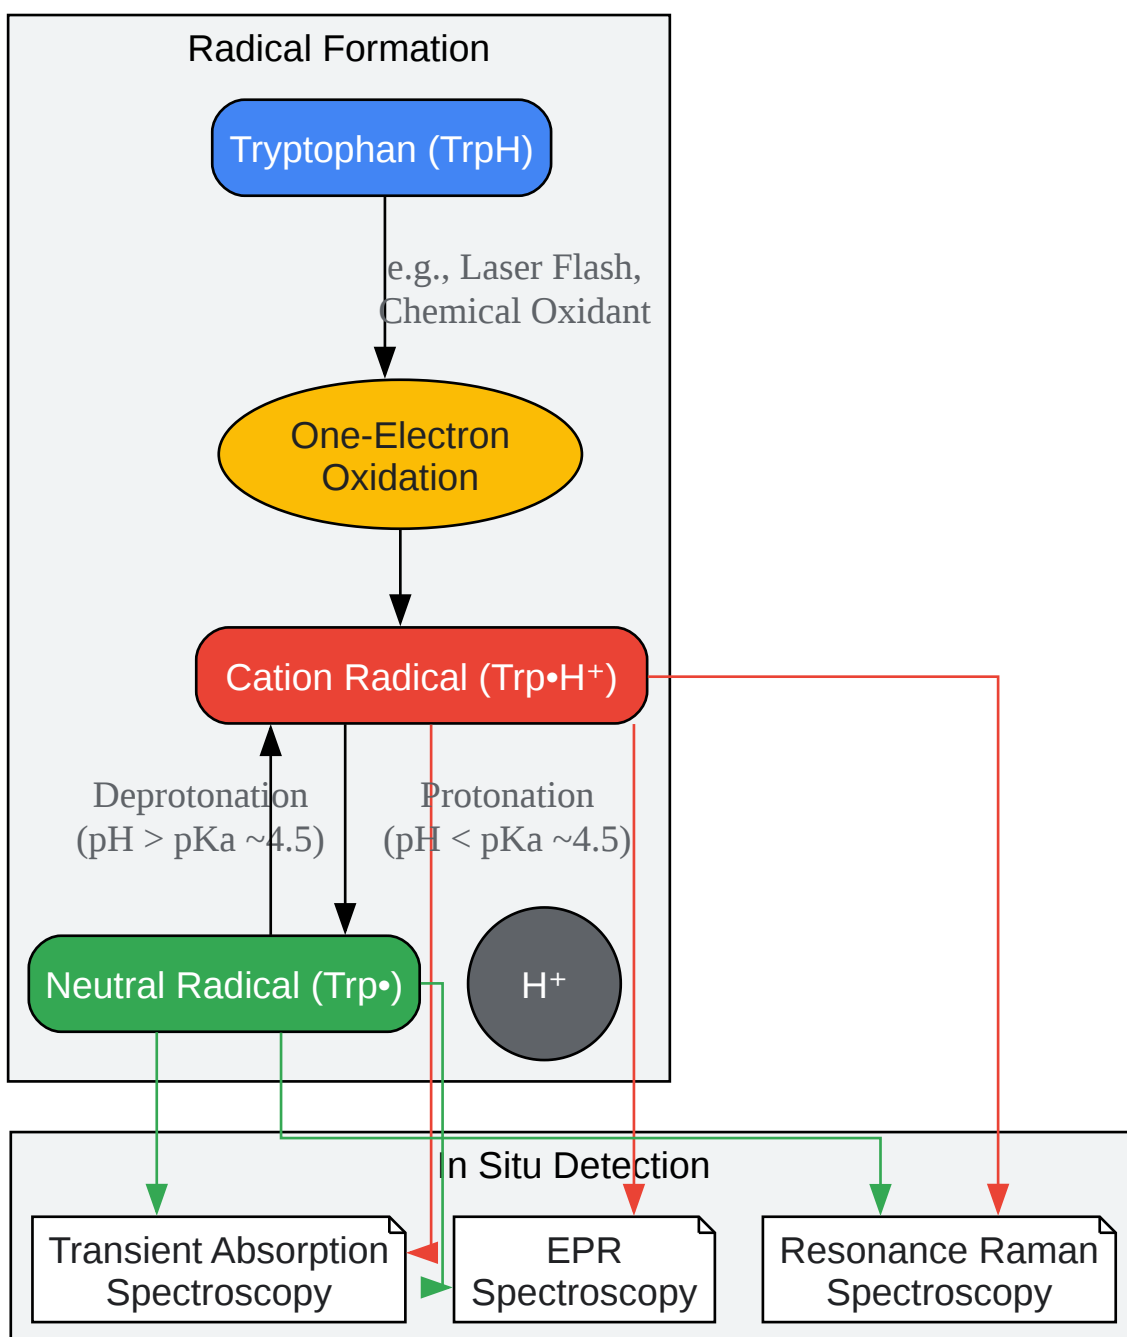 Radical Formation
Tryptophan (TrpH)
e.g., Laser Flash,
Chemical Oxidant
One-Electron
Oxidation
Cation Radical (Trp•H⁺)
Deprotonation
(pH > pKa ~4.5)
Protonation
(pH < pKa ~4.5)
Neutral Radical (Trp•)
H⁺
In Situ Detection
Transient Absorption
Spectroscopy
EPR
Spectroscopy
Resonance Raman
Spectroscopy